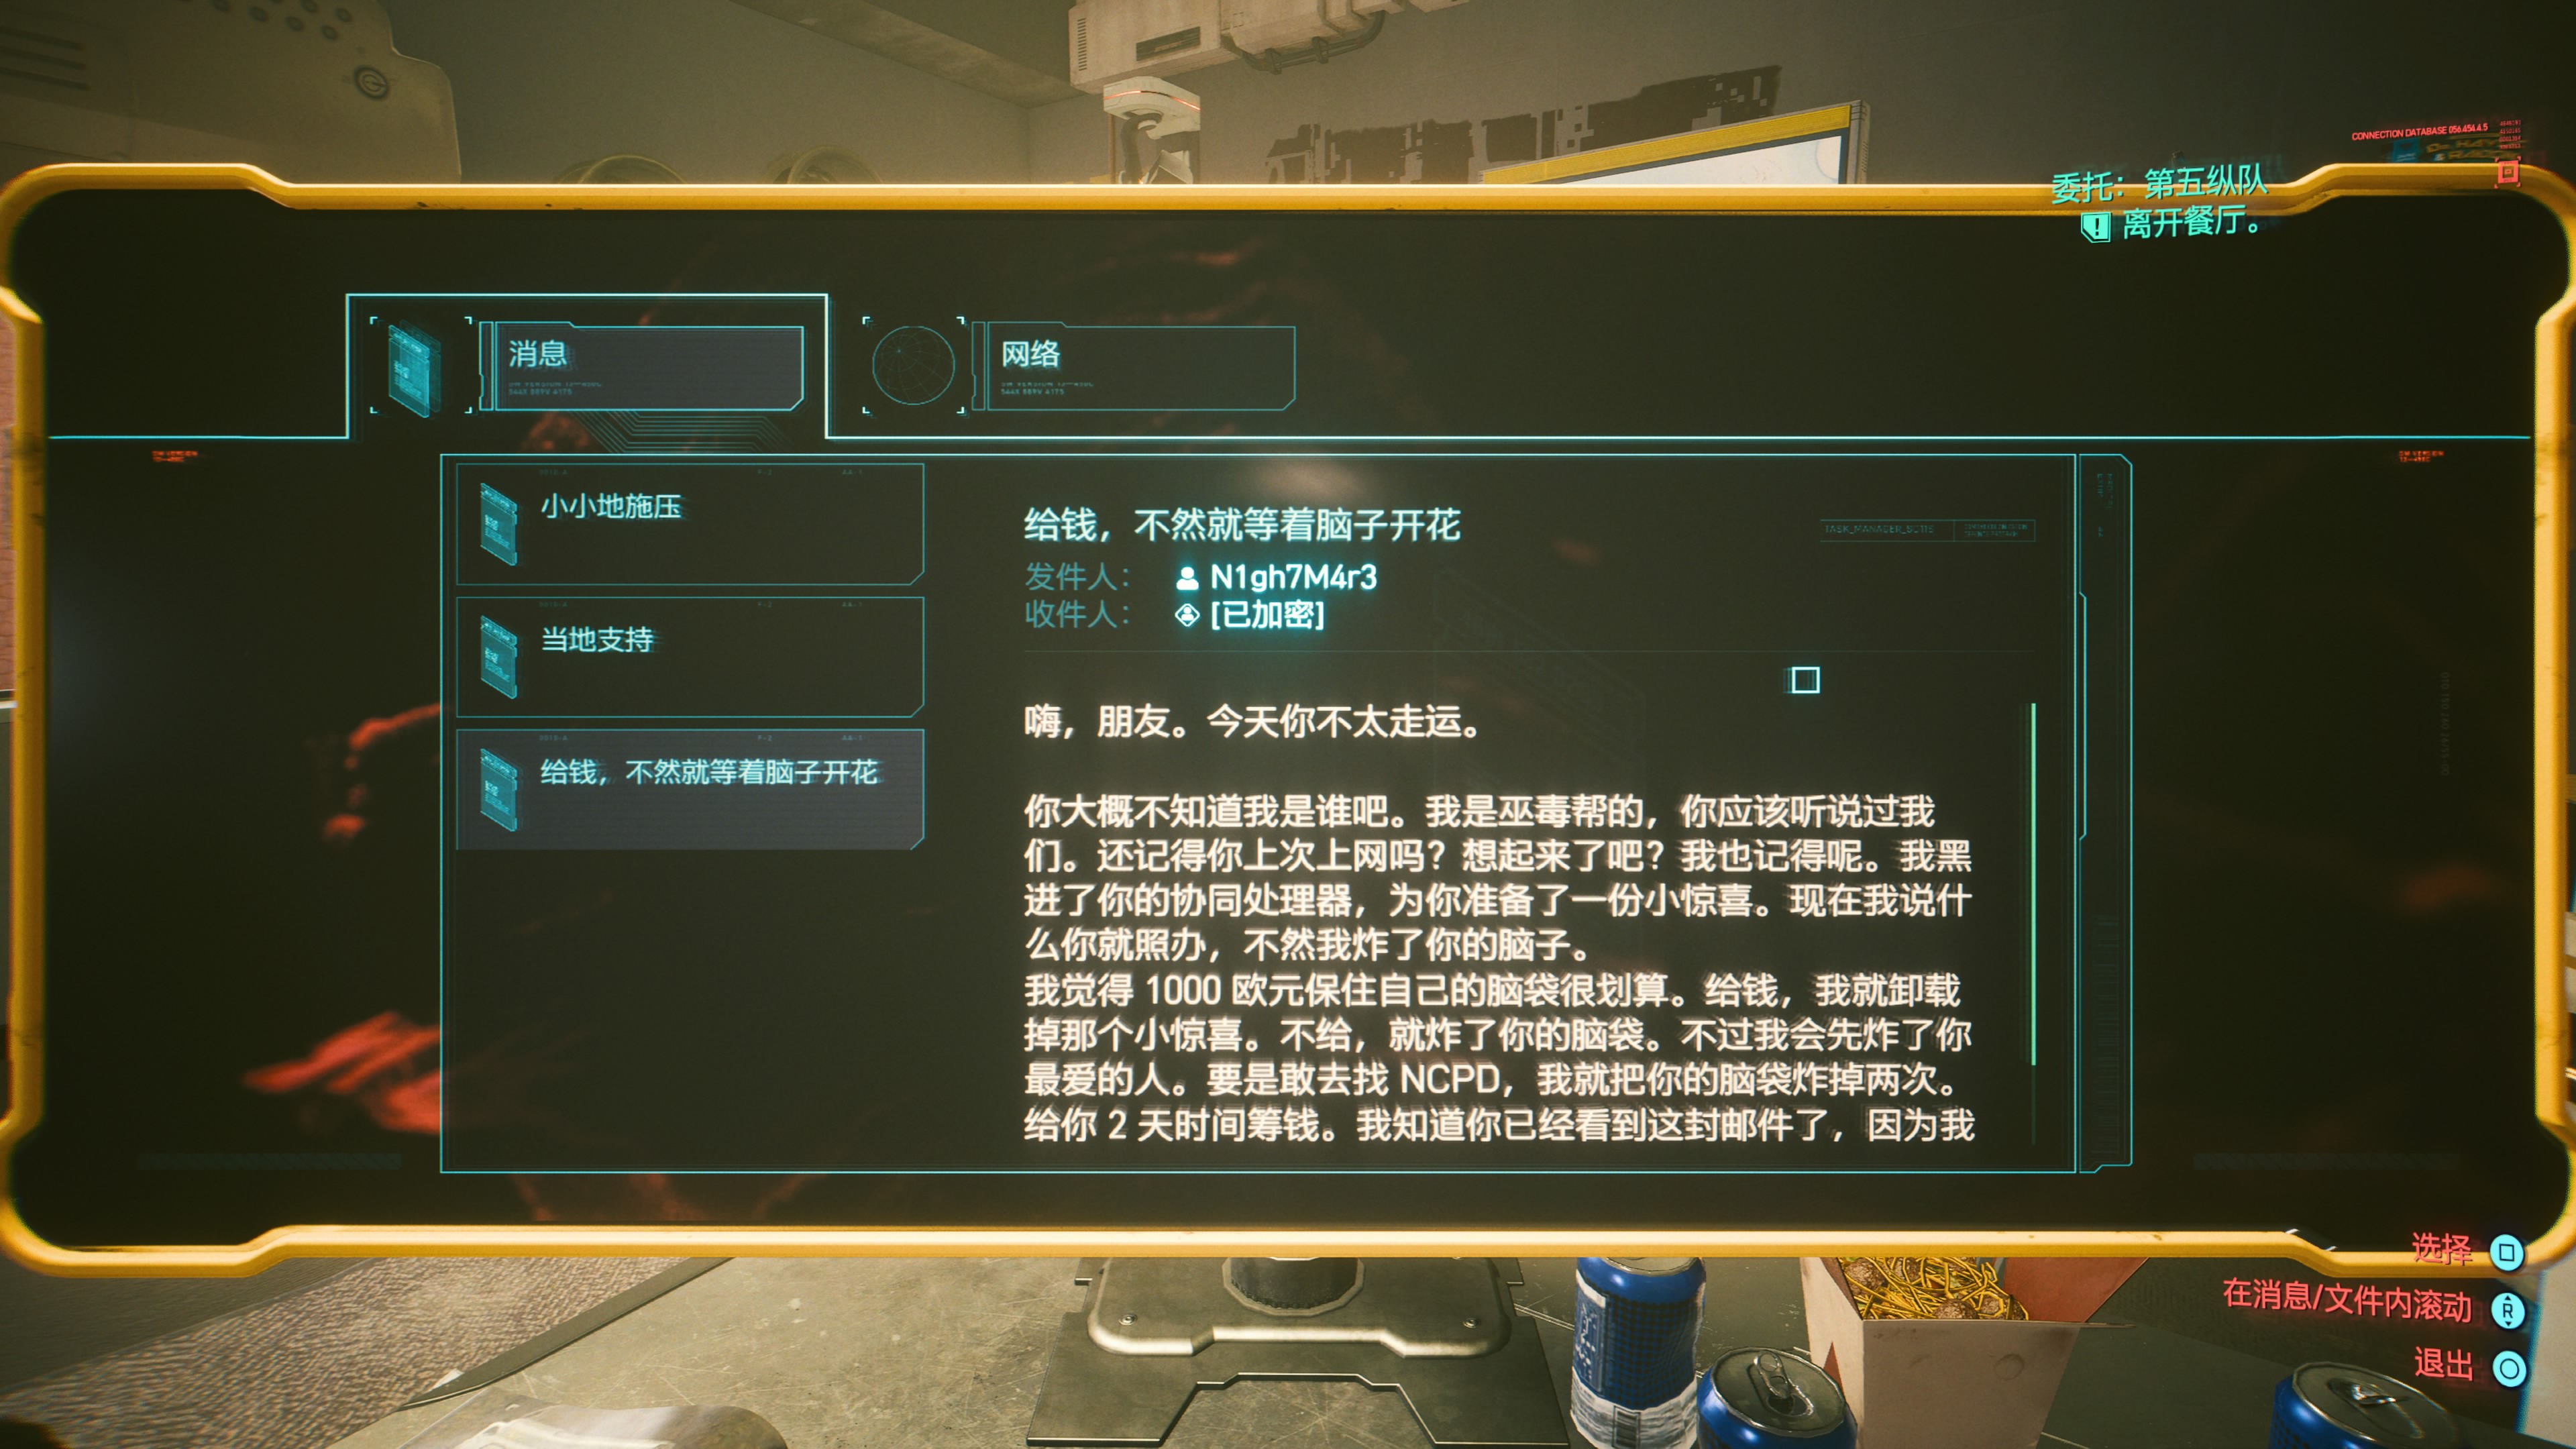 CONNECTION DATABASE 056.454.4.5
委托：第五纵队
离开餐厅。
消息
网络
小小地施压
当地支持
给钱，不然就等着脑子开花
给钱，不然就等着脑子开花
TASK_MANAGER_SCTIE
发件人： N1gh7M4r3
收件人： [已加密]
嗨，朋友。今天你不太走运。
你大概不知道我是谁吧。我是巫毒帮的，你应该听说过我
们。还记得你上次上网吗？想起来了吧？我也记得呢。我黑
进了你的协同处理器，为你准备了一份小惊喜。现在我说什
么你就照办，不然我炸了你的脑子。
我觉得 1000 欧元保住自己的脑袋很划算。给钱，我就卸载
掉那个小惊喜。不给，就炸了你的脑袋。不过我会先炸了你
最爱的人。要是敢去找 NCPD，我就把你的脑袋炸掉两次。
给你 2 天时间筹钱。我知道你已经看到这封邮件了，因为我
选择
在消息/文件内滚动 R
退出